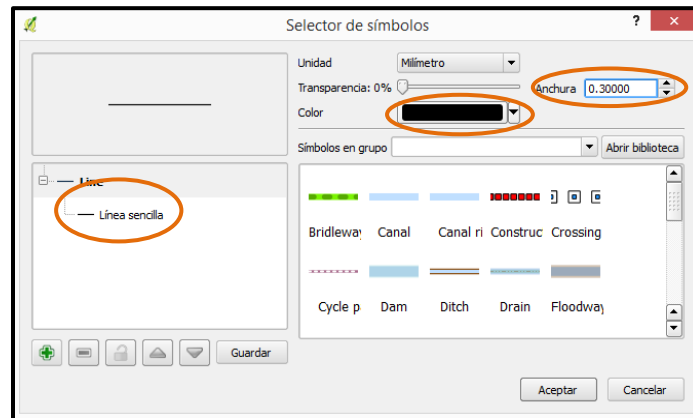 Selector de símbolos
?
Unidad Milímetro
Transparencia: 0% Anchura 0.30000
Color
Símbolos en grupo Abrir biblioteca
Line
Línea sencilla
Bridleway Canal Canal ri Construc Crossing
Cycle p Dam Ditch Drain Floodway
Guardar
Aceptar Cancelar